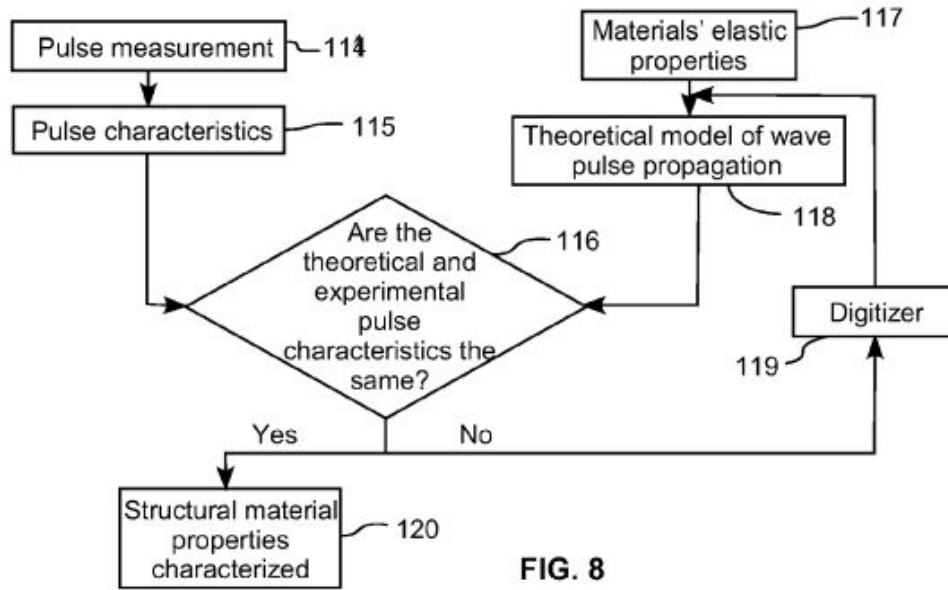 Pulse measurement
114
Pulse characteristics
115
Materials' elastic
properties
117
Theoretical model of wave
pulse propagation
118
Are the
theoretical and
experimental
pulse
characteristics the
same?
116
Digitizer
119
Yes
No
Structural material
properties
characterized
120
FIG. 8